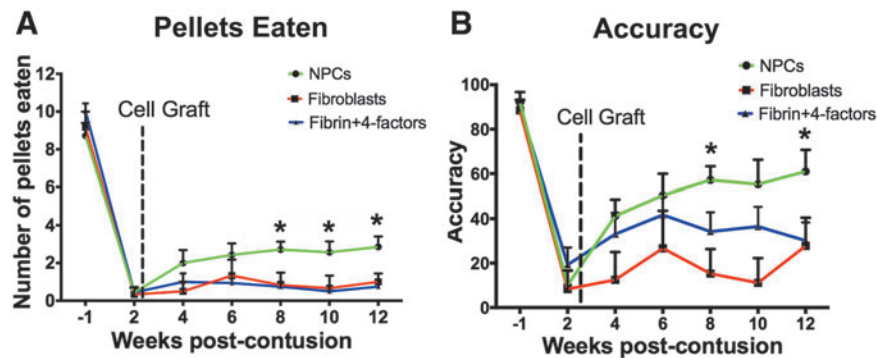 A Pellets Eaten
Number of pellets eaten
12
10
8
6
4
2
0
Cell Graft
NPCs
Fibroblasts
Fibrin+4-factors
* * *
-1 2 4 6 8 10 12
Weeks post-contusion
B Accuracy
Accuracy
100
80
60
40
20
0
Cell Graft
NPCs
Fibroblasts
Fibrin+4-factors
* *
-1 2 4 6 8 10 12
Weeks post-contusion